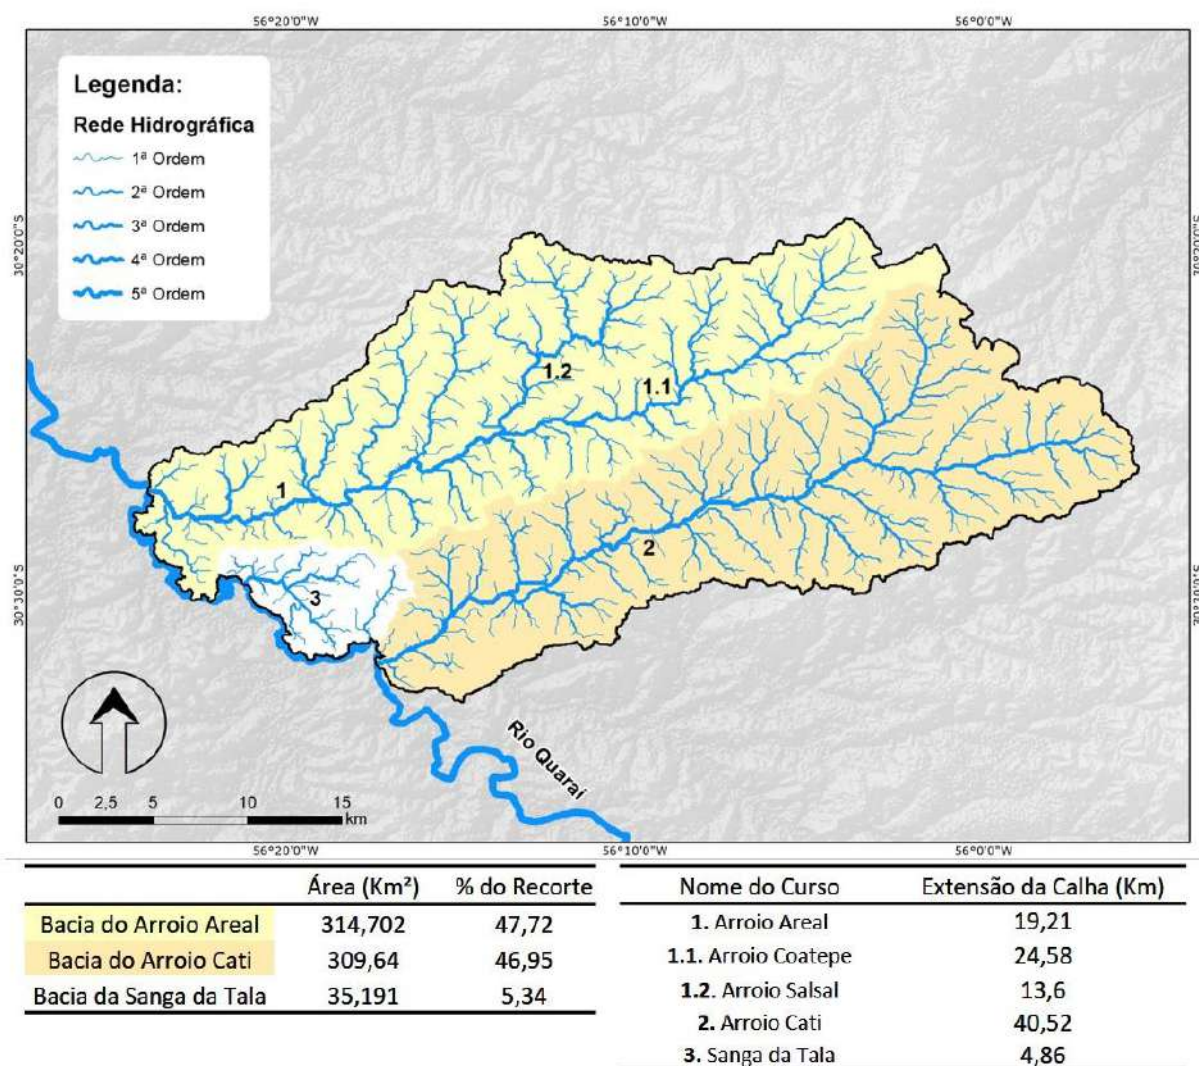 56°20'0"W 56°10'0"W 56°0'0"W
Legenda:
Rede Hidrográfica
1ª Ordem
2ª Ordem
3ª Ordem
4ª Ordem
5ª Ordem
30°20'0"S
30°20'0"S
1.2
1.1
1
2
3
30°30'0"S
30°30'0"S
Rio Quaraí
0 2,5 5 10 15
km
56°20'0"W 56°10'0"W 56°0'0"W
Área (Km²) % do Recorte
Bacia do Arroio Areal 314,702 47,72
Bacia do Arroio Cati 309,64 46,95
Bacia da Sanga da Tala 35,191 5,34
Nome do Curso Extensão da Calha (Km)
1. Arroio Areal 19,21
1.1. Arroio Coatepe 24,58
1.2. Arroio Salsal 13,6
2. Arroio Cati 40,52
3. Sanga da Tala 4,86